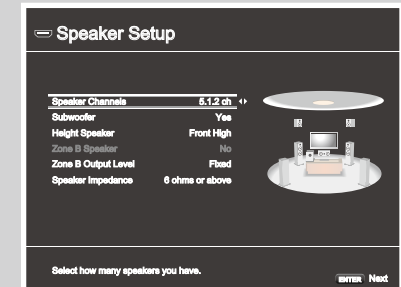 Speaker Setup
Speaker Channels 5.1.2 ch
Subwoofer Yes
Height Speaker Front High
Zone B Speaker No
Zone B Output Level Fixed
Speaker Impedance 6 ohms or above
Select how many speakers you have.
ENTER Next